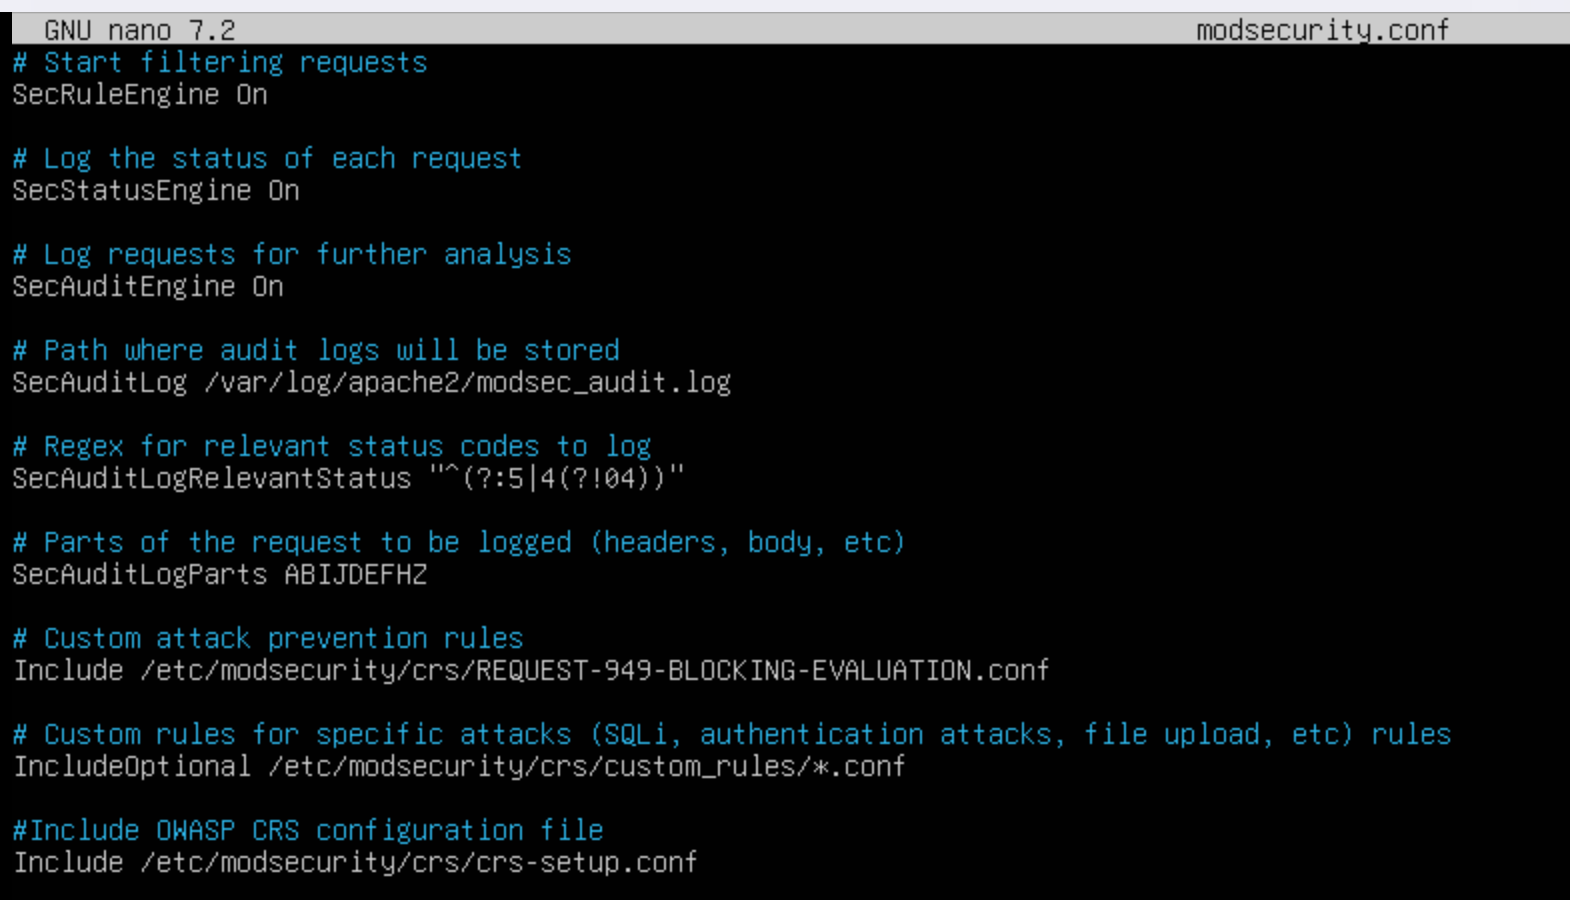 GNU nano 7.2 modsecurity.conf
# Start filtering requests
SecRuleEngine On
# Log the status of each request
SecStatusEngine On
# Log requests for further analysis
SecAuditEngine On
# Path where audit logs will be stored
SecAuditLog /var/log/apache2/modsec_audit.log
# Regex for relevant status codes to log
SecAuditLogRelevantStatus "^(?:5|4(?!04))"
# Parts of the request to be logged (headers, body, etc)
SecAuditLogParts ABIJDEFHZ
# Custom attack prevention rules
Include /etc/modsecurity/crs/REQUEST-949-BLOCKING-EVALUATION.conf
# Custom rules for specific attacks (SQLi, authentication attacks, file upload, etc) rules
IncludeOptional /etc/modsecurity/crs/custom_rules/*.conf
#Include OWASP CRS configuration file
Include /etc/modsecurity/crs/crs-setup.conf